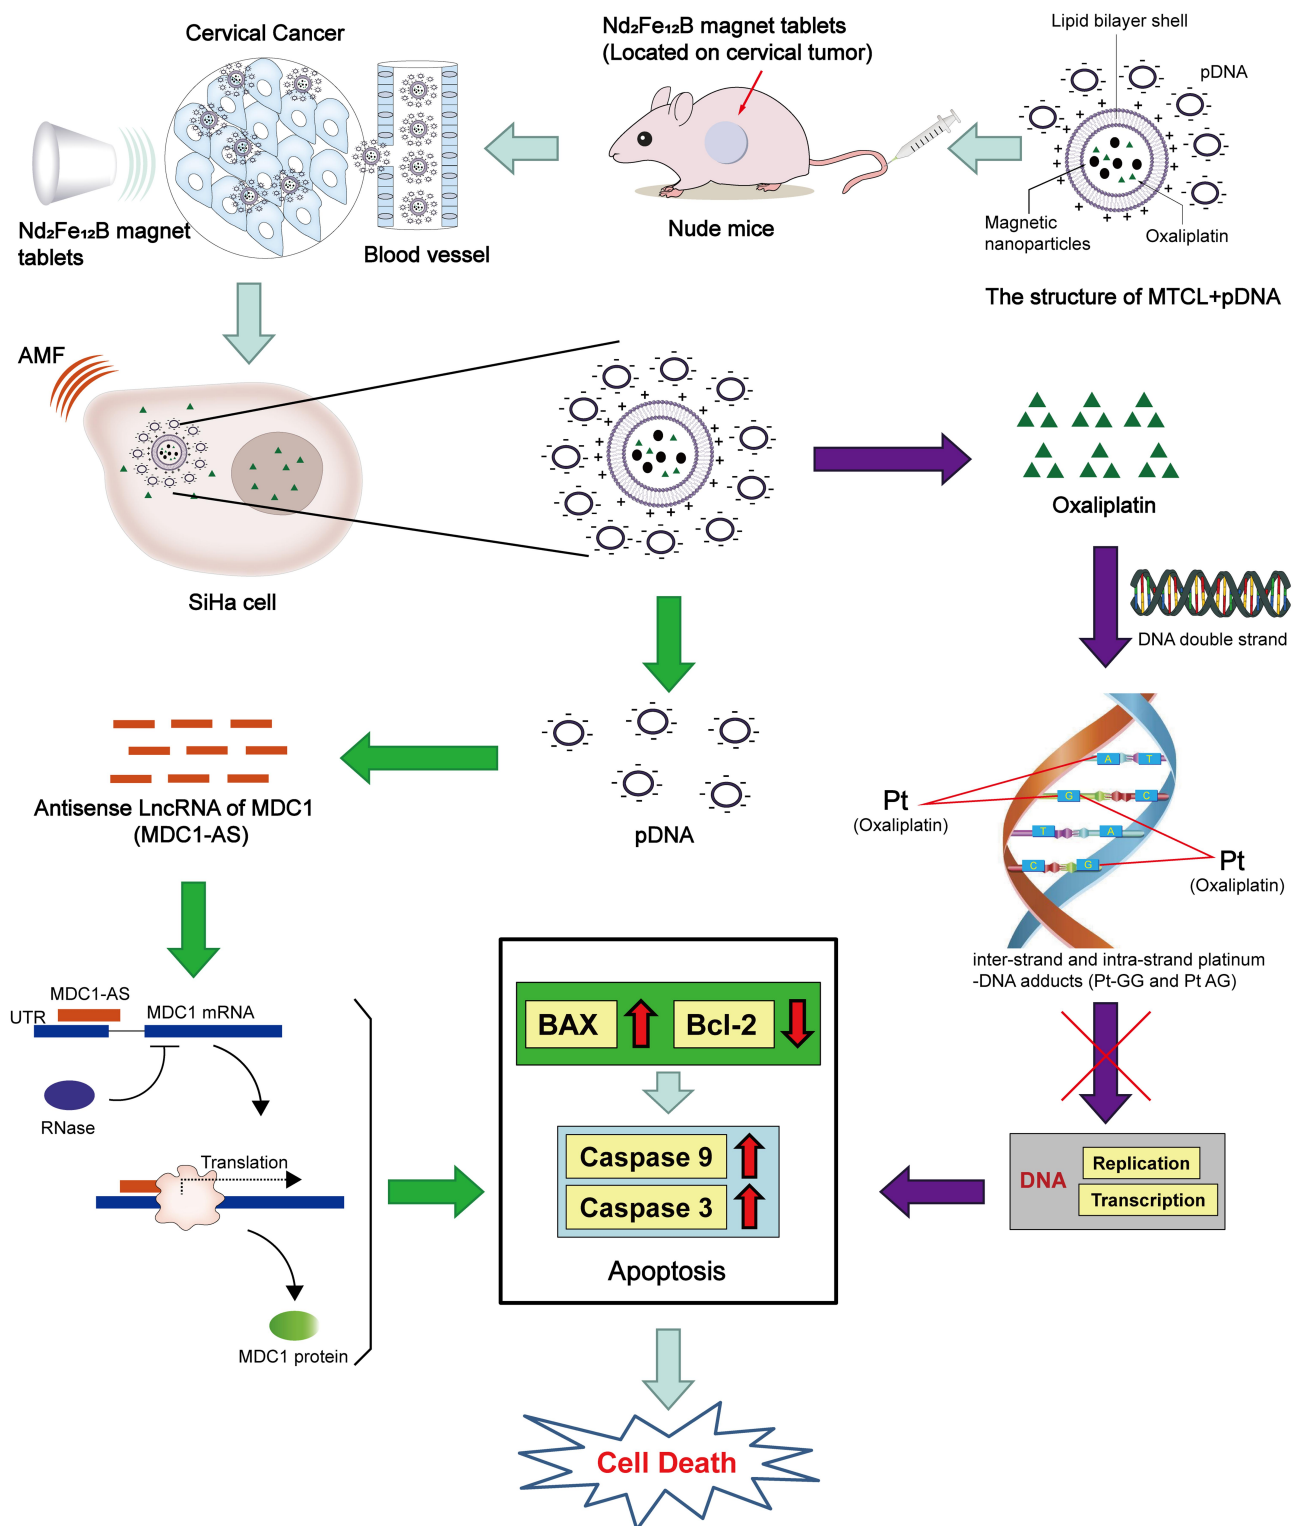 Cervical Cancer
Nd₂Fe₁₂B magnet tablets
(Located on cervical tumor)
Lipid bilayer shell
pDNA
Nd₂Fe₁₂B magnet
tablets
Blood vessel
Nude mice
Magnetic
nanoparticles
Oxaliplatin
The structure of MTCL+pDNA
AMF
SiHa cell
Oxaliplatin
DNA double strand
Antisense LncRNA of MDC1
(MDC1-AS)
pDNA
Pt
(Oxaliplatin)
A T
G C
T A
C G
Pt
(Oxaliplatin)
inter-strand and intra-strand platinum
-DNA adducts (Pt-GG and Pt AG)
MDC1-AS
UTR
MDC1 mRNA
RNase
Translation
MDC1 protein
BAX
Bcl-2
Caspase 9
Caspase 3
Apoptosis
DNA
Replication
Transcription
Cell Death